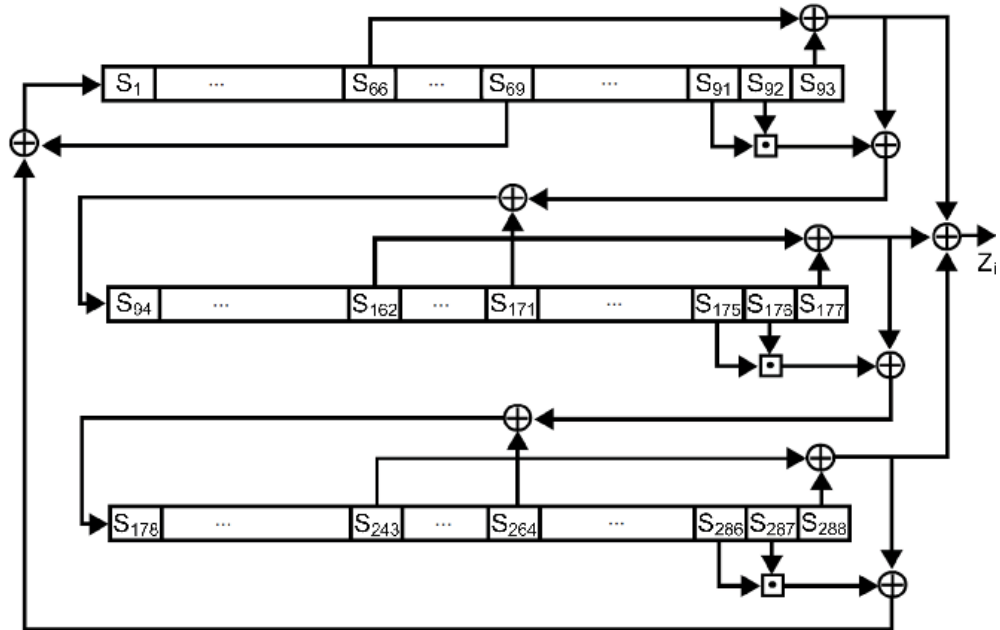 S₁ ... S₆₆ ... S₆₉ ... S₉₁ S₉₂ S₉₃
S₉₄ ... S₁₆₂ ... S₁₇₁ ... S₁₇₅ S₁₇₆ S₁₇₇
Zᵢ
S₁₇₈ ... S₂₄₃ ... S₂₆₄ ... S₂₈₆ S₂₈₇ S₂₈₈